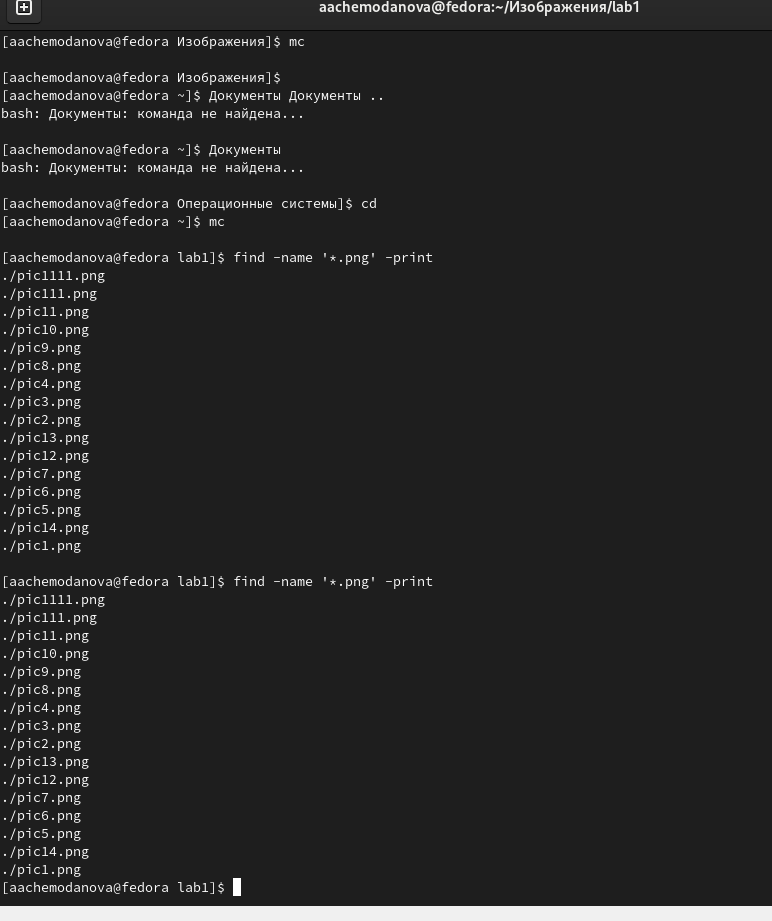 aachemodanova@fedora:~/Изображения/lab1
[aachemodanova@fedora Изображения]$ mc
[aachemodanova@fedora Изображения]$
[aachemodanova@fedora ~]$ Документы Документы ..
bash: Документы: команда не найдена...
[aachemodanova@fedora ~]$ Документы
bash: Документы: команда не найдена...
[aachemodanova@fedora Операционные системы]$ cd
[aachemodanova@fedora ~]$ mc
[aachemodanova@fedora lab1]$ find -name '*.png' -print
./pic1111.png
./pic111.png
./pic11.png
./pic10.png
./pic9.png
./pic8.png
./pic4.png
./pic3.png
./pic2.png
./pic13.png
./pic12.png
./pic7.png
./pic6.png
./pic5.png
./pic14.png
./pic1.png
[aachemodanova@fedora lab1]$ find -name '*.png' -print
./pic1111.png
./pic111.png
./pic11.png
./pic10.png
./pic9.png
./pic8.png
./pic4.png
./pic3.png
./pic2.png
./pic13.png
./pic12.png
./pic7.png
./pic6.png
./pic5.png
./pic14.png
./pic1.png
[aachemodanova@fedora lab1]$